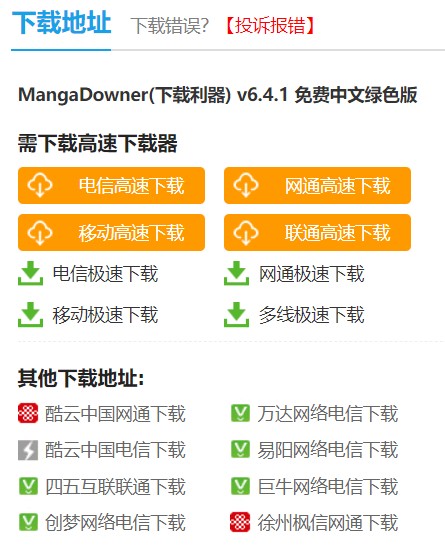 下载地址 下载错误？【投诉报错】
MangaDowner(下载利器) v6.4.1 免费中文绿色版
需下载高速下载器
电信高速下载 网通高速下载
移动高速下载 联通高速下载
电信极速下载 网通极速下载
移动极速下载 多线极速下载
其他下载地址:
酷云中国网通下载 万达网络电信下载
酷云中国电信下载 易阳网络电信下载
四五互联联通下载 巨牛网络电信下载
创梦网络电信下载 徐州枫信网通下载